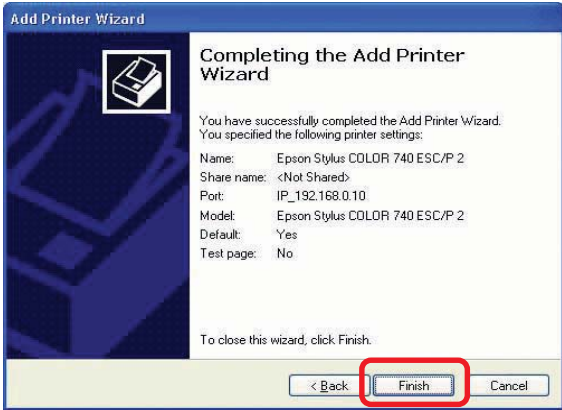 Add Printer Wizard
Completing the Add Printer
Wizard
You have successfully completed the Add Printer Wizard.
You specified the following printer settings:
Name: Epson Stylus COLOR 740 ESC/P 2
Share name: <Not Shared>
Port: IP_192.168.0.10
Model: Epson Stylus COLOR 740 ESC/P 2
Default: Yes
Test page: No
To close this wizard, click Finish.
< Back Finish Cancel